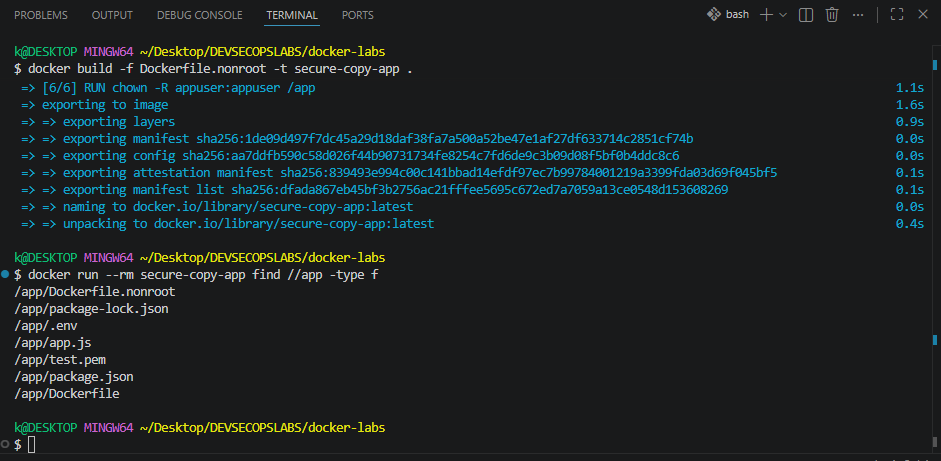 PROBLEMS OUTPUT DEBUG CONSOLE TERMINAL PORTS bash
k@DESKTOP MINGW64 ~/Desktop/DEVSECOPSLABS/docker-labs
$ docker build -f Dockerfile.nonroot -t secure-copy-app .
=> [6/6] RUN chown -R appuser:appuser /app 1.1s
=> exporting to image 1.6s
=> => exporting layers 0.9s
=> => exporting manifest sha256:1de09d497f7dc45a29d18daf38fa7a500a52be47e1af27df633714c2851cf74b 0.0s
=> => exporting config sha256:aa7ddfb590c58d026f44b90731734fe8254c7fd6de9c3b09d08f5bf0b4ddc8c6 0.0s
=> => exporting attestation manifest sha256:839493e994c00c141bbad14efdf97ec7b99784001219a3399fda03d69f045bf5 0.1s
=> => exporting manifest list sha256:dfada867eb45bf3b2756ac21fffee5695c672ed7a7059a13ce0548d153608269 0.1s
=> => naming to docker.io/library/secure-copy-app:latest 0.0s
=> => unpacking to docker.io/library/secure-copy-app:latest 0.4s
k@DESKTOP MINGW64 ~/Desktop/DEVSECOPSLABS/docker-labs
$ docker run --rm secure-copy-app find //app -type f
/app/Dockerfile.nonroot
/app/package-lock.json
/app/.env
/app/app.js
/app/test.pem
/app/package.json
/app/Dockerfile
k@DESKTOP MINGW64 ~/Desktop/DEVSECOPSLABS/docker-labs
$